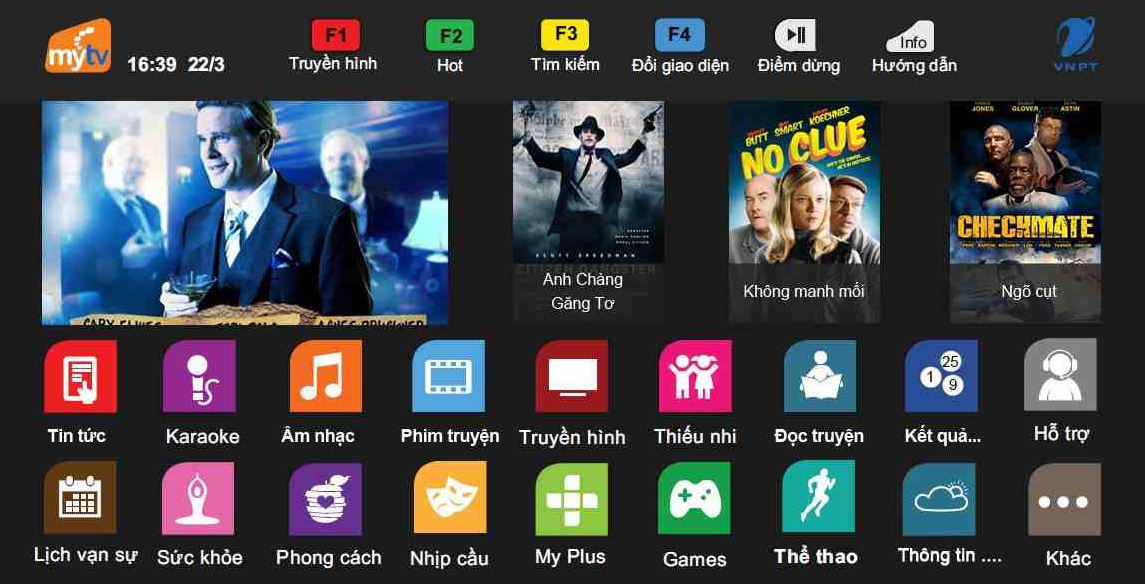 mytv
16:39 22/3
F1
Truyền hình
F2
Hot
F3
Tìm kiếm
F4
Đổi giao diện
Điểm dừng
Info
Hướng dẫn
VNPT
SCOTT SPEEDMAN
CITIZEN GANGSTER
Anh Chàng
Găng Tơ
BUTT SMART KOECHNER
NO CLUE
Không manh mối
JONES GLOVER ASTIN
CHECKMATE
Ngõ cụt
Tin tức
Karaoke
Âm nhạc
Phim truyện
Truyền hình
Thiếu nhi
Đọc truyện
1 25 9
Kết quả...
Hỗ trợ
Lịch vạn sự
Sức khỏe
Phong cách
Nhịp cầu
My Plus
Games
Thể thao
Thông tin ....
Khác